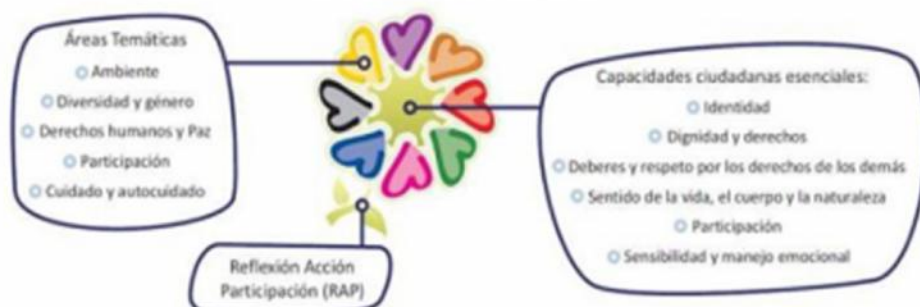 Áreas Temáticas
Ambiente
Diversidad y género
Derechos humanos y Paz
Participación
Cuidado y autocuidado
Capacidades ciudadanas esenciales:
Identidad
Dignidad y derechos
Deberes y respeto por los derechos de los demás
Sentido de la vida, el cuerpo y la naturaleza
Participación
Sensibilidad y manejo emocional
Reflexión Acción
Participación (RAP)